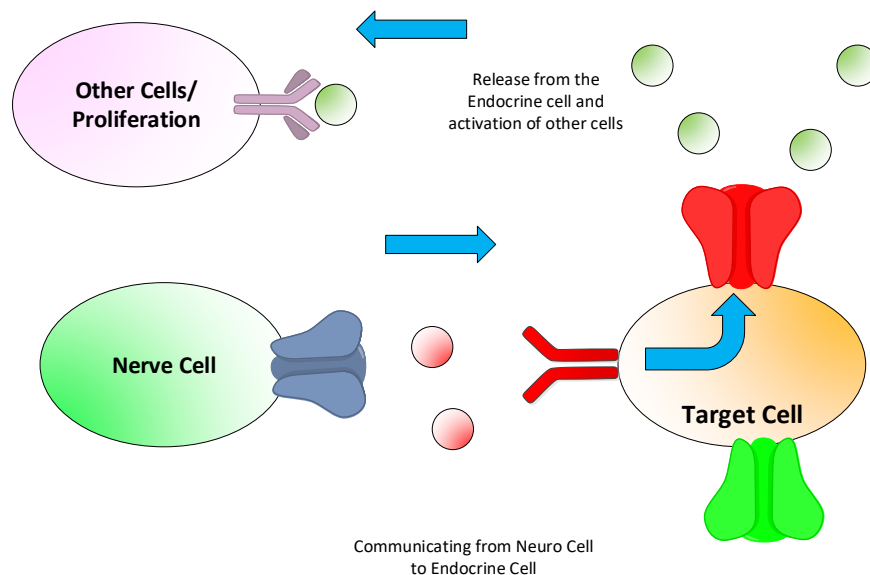 Other Cells/
Proliferation
Release from the
Endocrine cell and
activation of other cells
Nerve Cell
Target Cell
Communicating from Neuro Cell
to Endocrine Cell